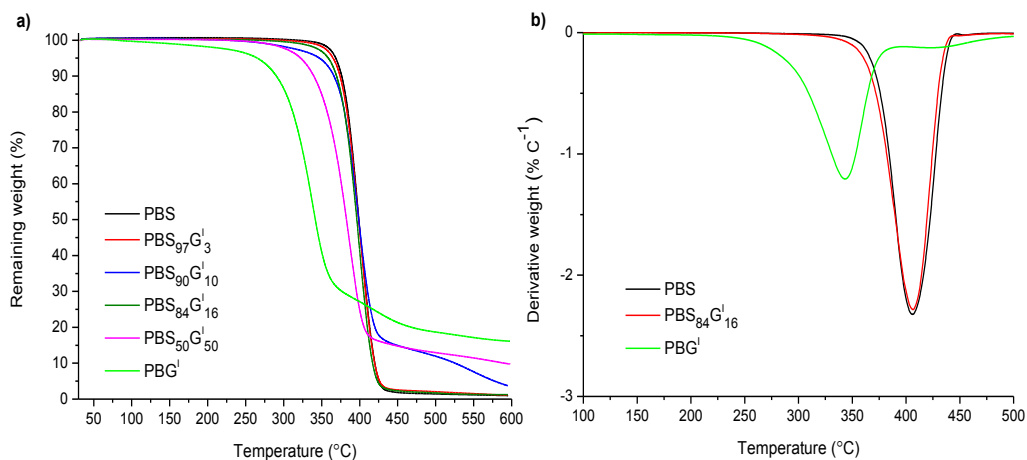 a)
100
90
80
70
60
50
40
30
20
10
0
Remaining weight (%)
PBS
PBS₉₇Gᴵ₃
PBS₉₀Gᴵ₁₀
PBS₈₄Gᴵ₁₆
PBS₅₀Gᴵ₅₀
PBGᴵ
50 100 150 200 250 300 350 400 450 500 550 600
Temperature (°C)
b)
0
-1
-2
-3
Derivative weight (% C⁻¹)
PBS
PBS₈₄Gᴵ₁₆
PBGᴵ
100 150 200 250 300 350 400 450 500
Temperature (°C)